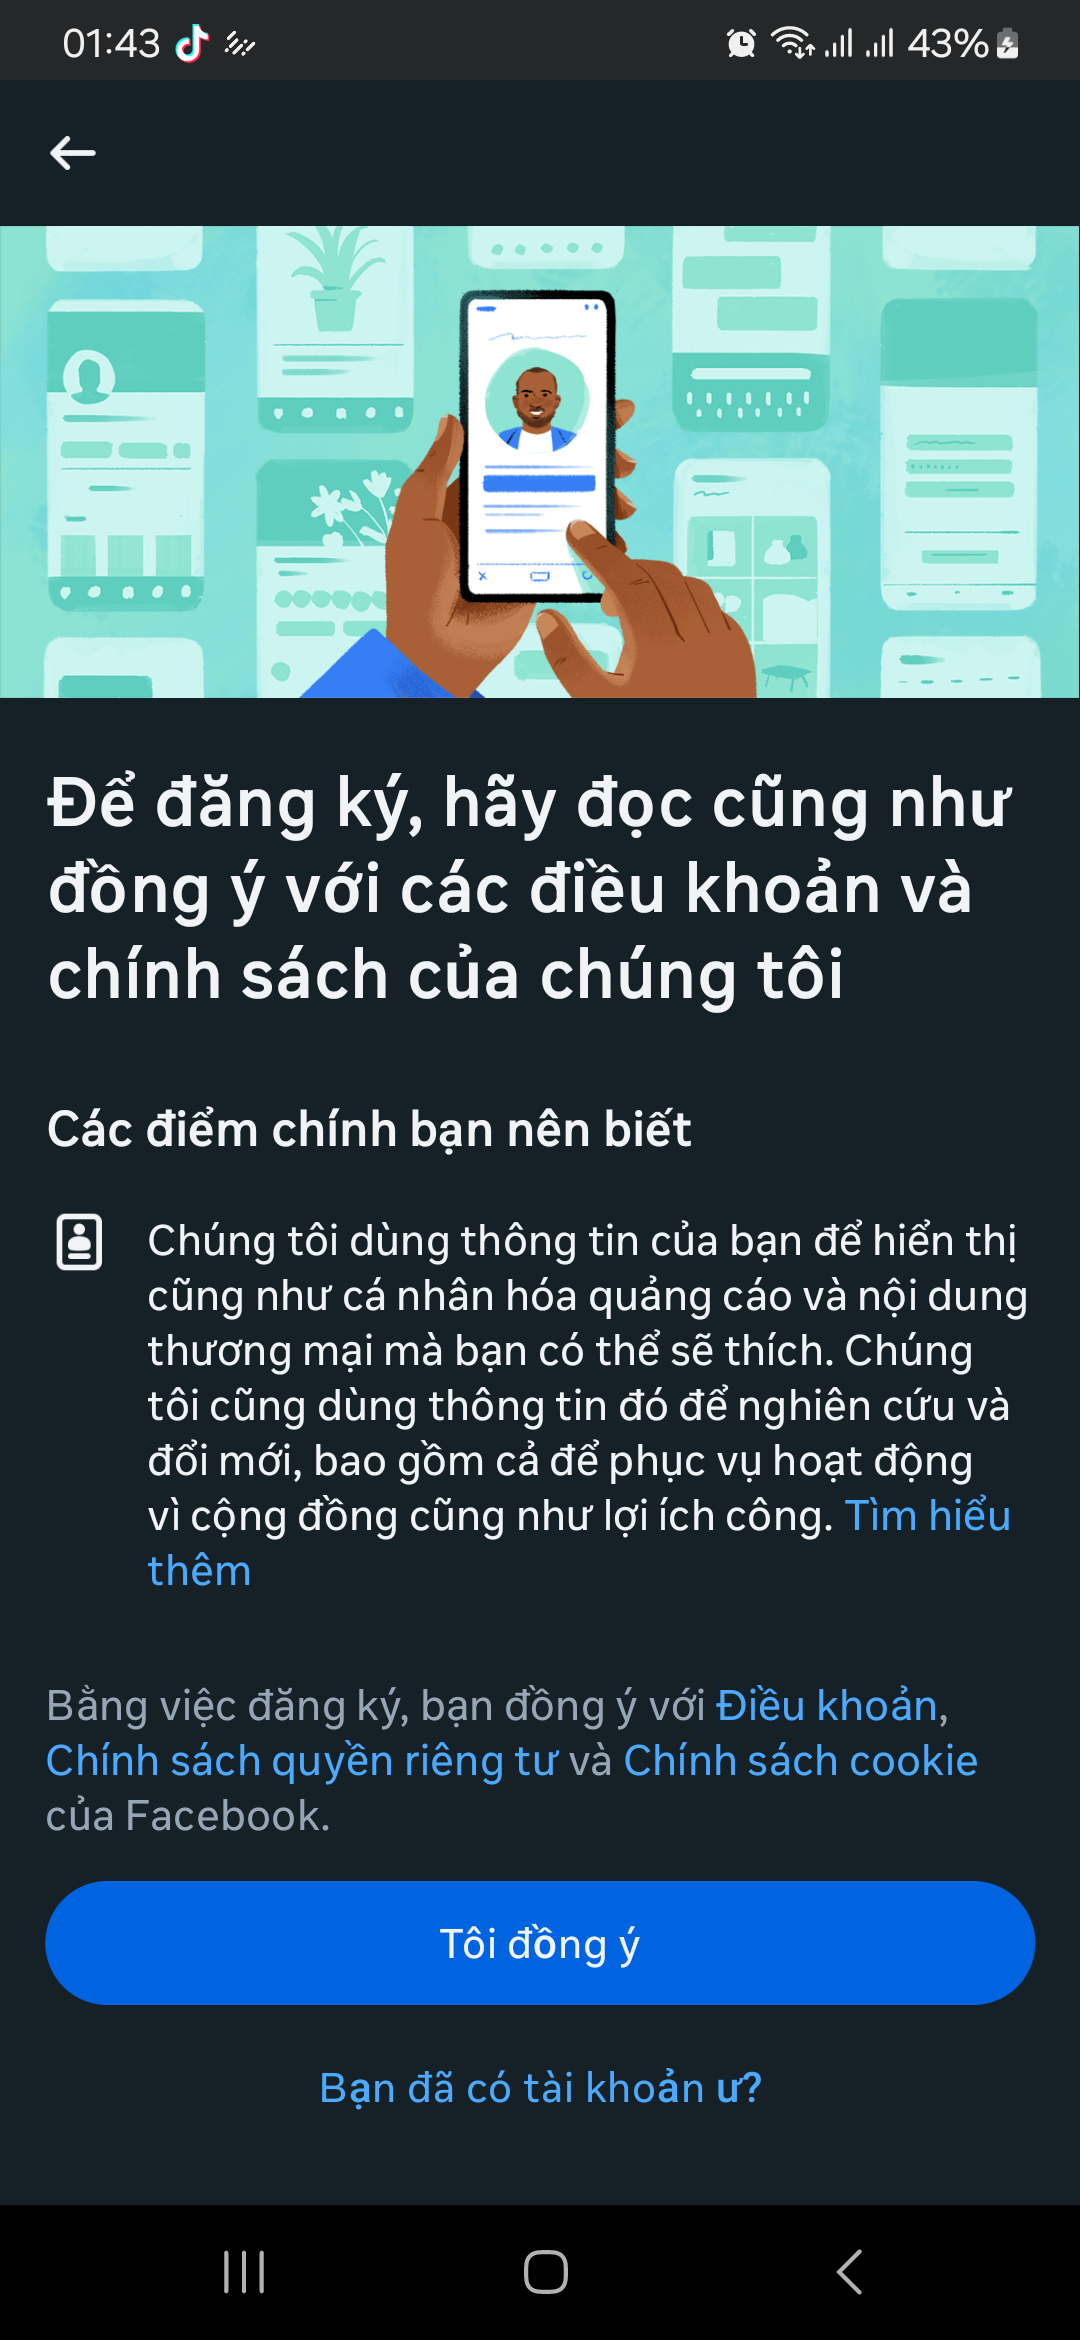 01:43
43%
Để đăng ký, hãy đọc cũng như
đồng ý với các điều khoản và
chính sách của chúng tôi
Các điểm chính bạn nên biết
Chúng tôi dùng thông tin của bạn để hiển thị
cũng như cá nhân hóa quảng cáo và nội dung
thương mại mà bạn có thể sẽ thích. Chúng
tôi cũng dùng thông tin đó để nghiên cứu và
đổi mới, bao gồm cả để phục vụ hoạt động
vì cộng đồng cũng như lợi ích công. Tìm hiểu
thêm
Bằng việc đăng ký, bạn đồng ý với Điều khoản,
Chính sách quyền riêng tư và Chính sách cookie
của Facebook.
Tôi đồng ý
Bạn đã có tài khoản ư?